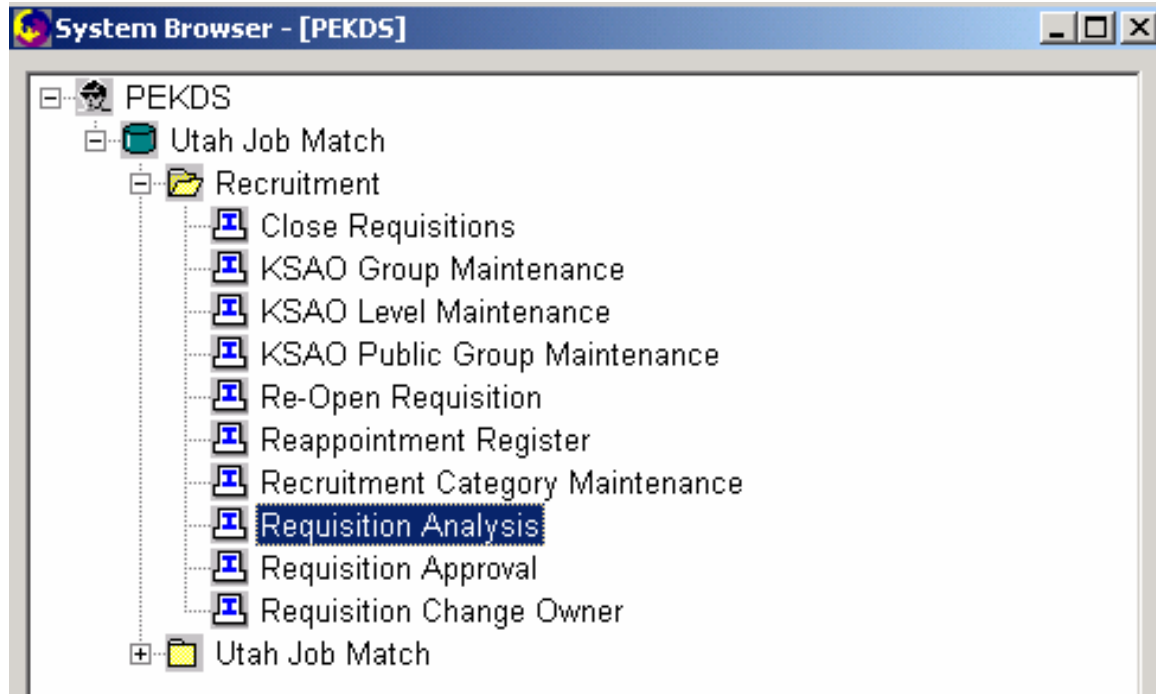 System Browser - [PEKDS]
PEKDS
Utah Job Match
Recruitment
Close Requisitions
KSAO Group Maintenance
KSAO Level Maintenance
KSAO Public Group Maintenance
Re-Open Requisition
Reappointment Register
Recruitment Category Maintenance
Requisition Analysis
Requisition Approval
Requisition Change Owner
Utah Job Match